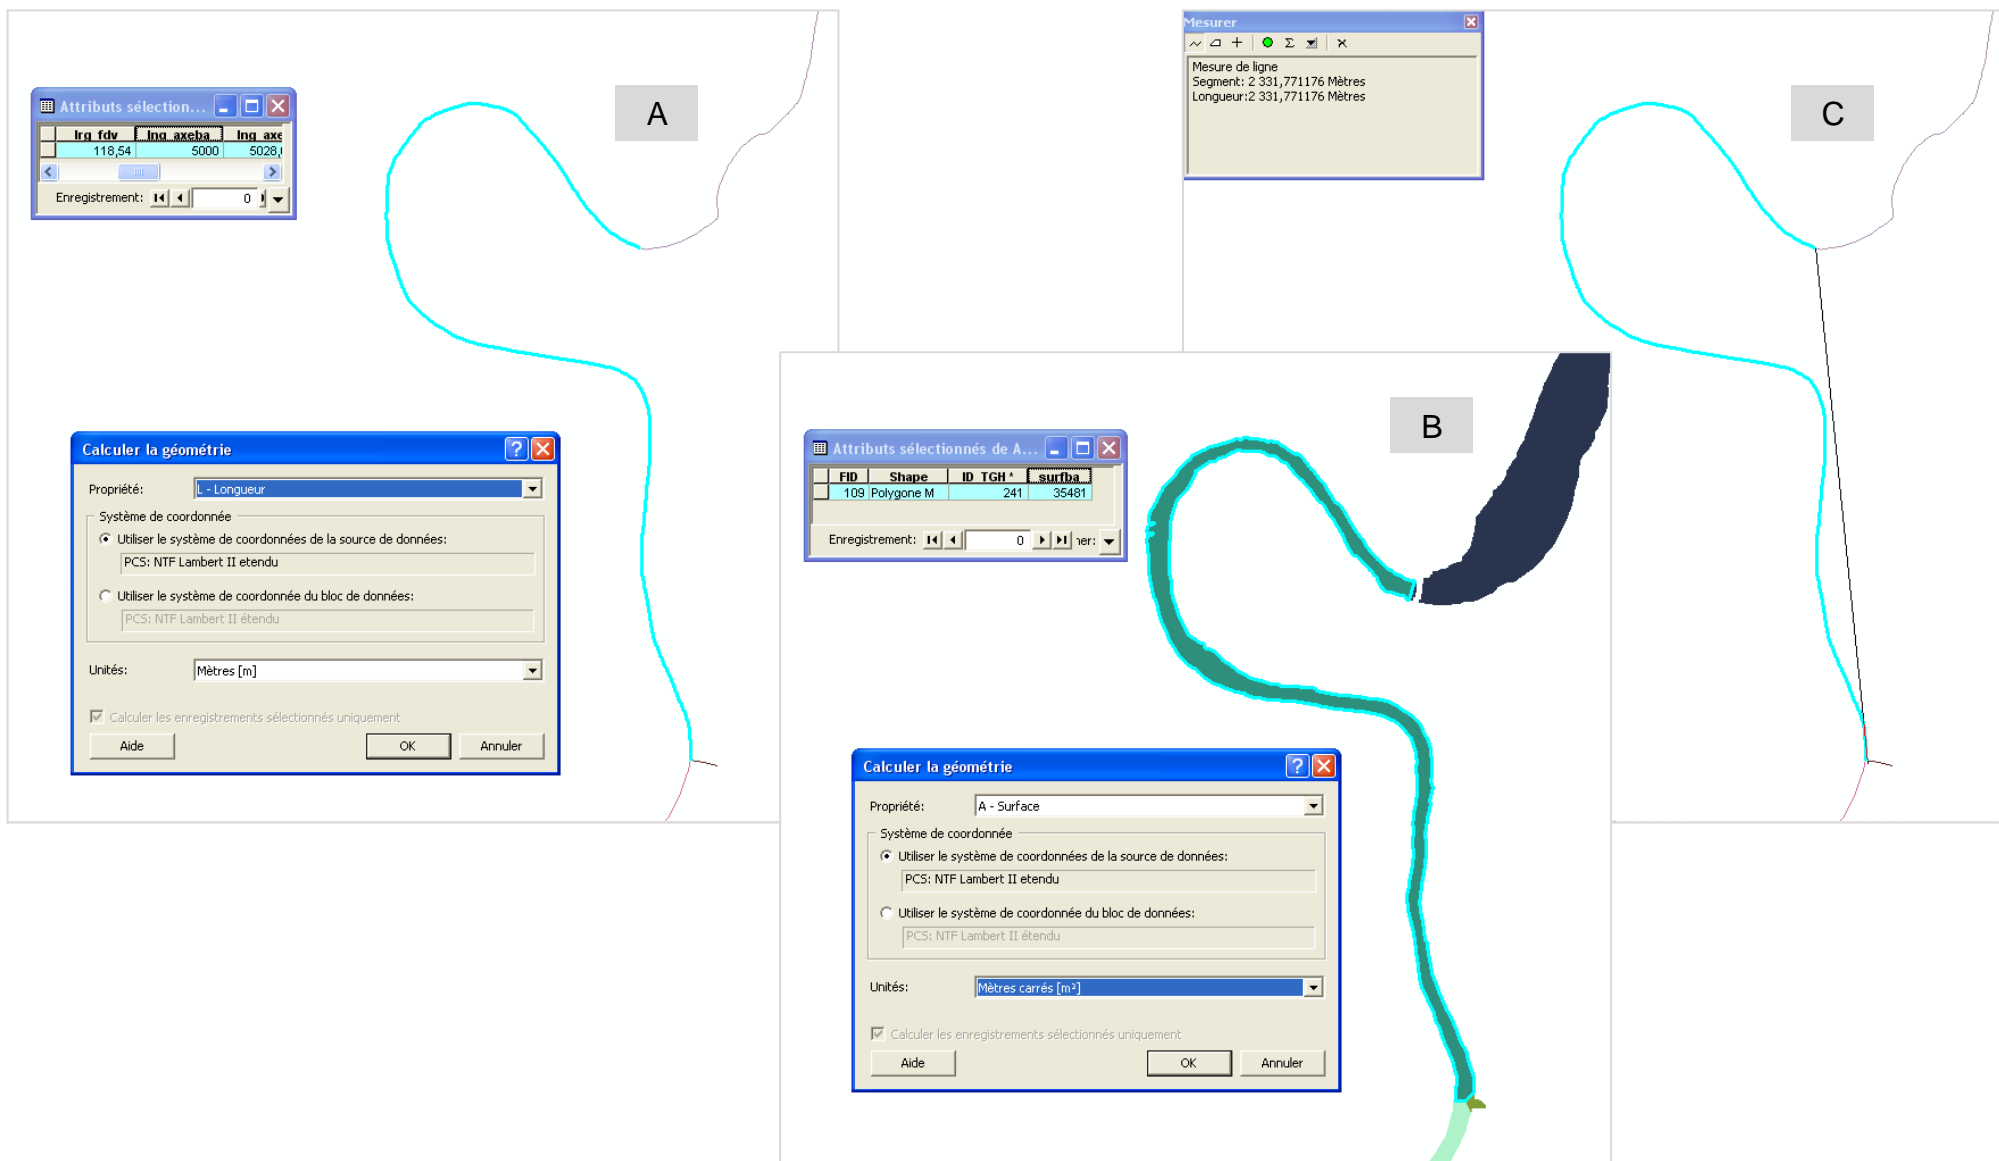 A
Attributs sélection...
lrg_fdv lng_axeba lng_axe
118,54 5000 5028,
Enregistrement: 0
Calculer la géométrie
Propriété: L - Longueur
Système de coordonnée
Utiliser le système de coordonnées de la source de données:
PCS: NTF Lambert II etendu
Utiliser le système de coordonnée du bloc de données:
PCS: NTF Lambert II étendu
Unités: Mètres [m]
Calculer les enregistrements sélectionnés uniquement
Aide OK Annuler
B
Attributs sélectionnés de A...
FID Shape ID_TGH * surfba
109 Polygone M 241 35481
Enregistrement: 0 ner:
Calculer la géométrie
Propriété: A - Surface
Système de coordonnée
Utiliser le système de coordonnées de la source de données:
PCS: NTF Lambert II etendu
Utiliser le système de coordonnée du bloc de données:
PCS: NTF Lambert II étendu
Unités: Mètres carrés [m²]
Calculer les enregistrements sélectionnés uniquement
Aide OK Annuler
Mesurer
Mesure de ligne
Segment: 2 331,771176 Mètres
Longueur:2 331,771176 Mètres
C